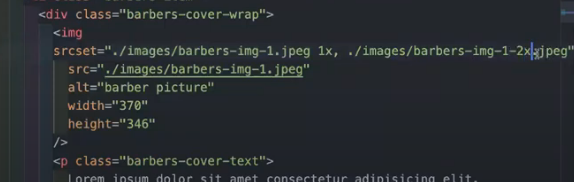 <div class="barbers-cover-wrap">
<img
srcset="./images/barbers-img-1.jpeg 1x, ./images/barbers-img-1-2x.jpeg"
src="./images/barbers-img-1.jpeg"
alt="barber picture"
width="370"
height="346"
/>
<p class="barbers-cover-text">
Lorem ipsum dolor sit amet consectetur adipisicing elit.